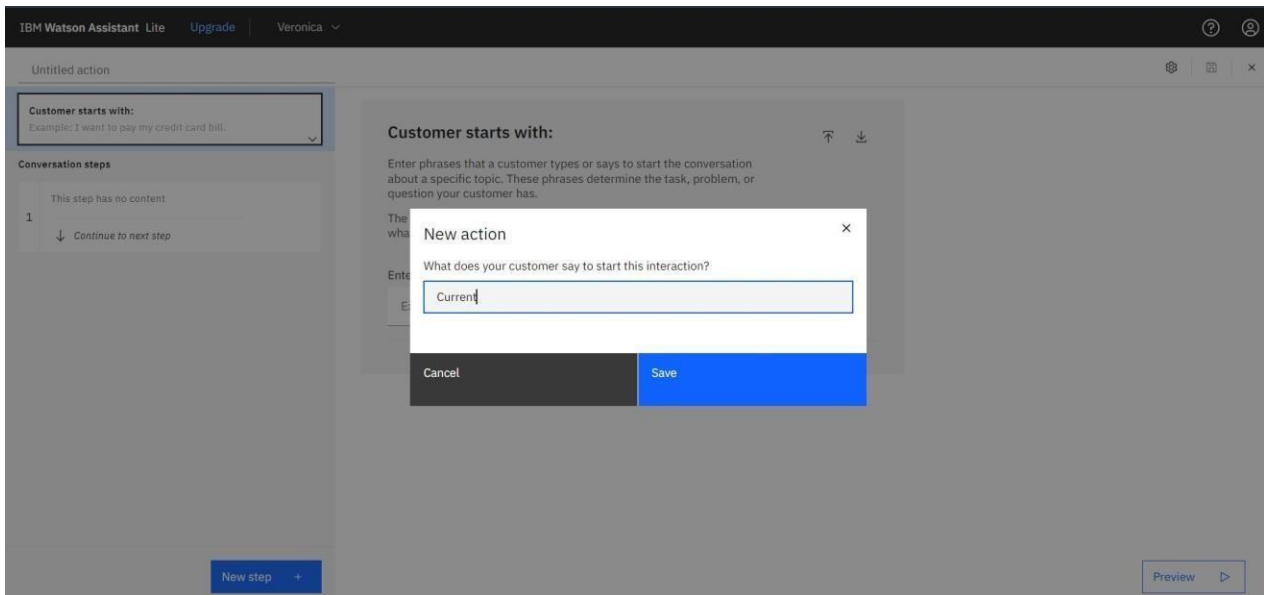 IBM Watson Assistant Lite Upgrade Veronica
Untitled action
Customer starts with:
Example: I want to pay my credit card bill.
Conversation steps
This step has no content
1
Continue to next step
New step +
Customer starts with:
Enter phrases that a customer types or says to start the conversation
about a specific topic. These phrases determine the task, problem, or
question your customer has.
The
wha
Ente
E
New action
What does your customer say to start this interaction?
Current
Cancel
Save
Preview